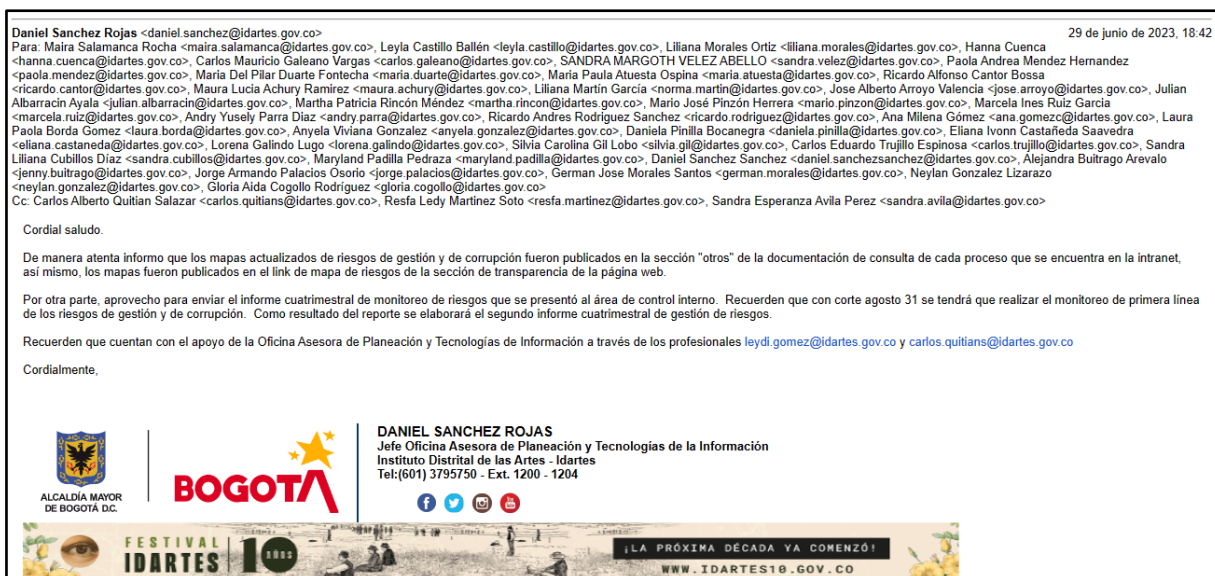 Daniel Sanchez Rojas <daniel.sanchez@idartes.gov.co> 29 de junio de 2023, 18:42
Para: Maira Salamanca Rocha <maira.salamanca@idartes.gov.co>, Leyla Castillo Ballén <leyla.castillo@idartes.gov.co>, Liliana Morales Ortiz <liliana.morales@idartes.gov.co>, Hanna Cuenca
<hanna.cuenca@idartes.gov.co>, Carlos Mauricio Galeano Vargas <carlos.galeano@idartes.gov.co>, SANDRA MARGOTH VELEZ ABELLO <sandra.velez@idartes.gov.co>, Paola Andrea Mendez Hernandez
<paola.mendez@idartes.gov.co>, Maria Del Pilar Duarte Fontecha <maria.duarte@idartes.gov.co>, Maria Paula Atuesta Ospina <maria.atuesta@idartes.gov.co>, Ricardo Alfonso Cantor Bossa
<ricardo.cantor@idartes.gov.co>, Maura Lucia Achury Ramirez <maura.achury@idartes.gov.co>, Liliana Martín García <norma.martin@idartes.gov.co>, Jose Alberto Arroyo Valencia <jose.arroyo@idartes.gov.co>, Julian
Albarracin Ayala <julian.albarracin@idartes.gov.co>, Martha Patricia Rincón Méndez <martha.rincon@idartes.gov.co>, Mario José Pinzón Herrera <mario.pinzon@idartes.gov.co>, Marcela Ines Ruiz Garcia
<marcela.ruiz@idartes.gov.co>, Andry Yusely Parra Diaz <andry.parra@idartes.gov.co>, Ricardo Andres Rodriguez Sanchez <ricardo.rodriguez@idartes.gov.co>, Ana Milena Gómez <ana.gomezc@idartes.gov.co>, Laura
Paola Borda Gomez <laura.borda@idartes.gov.co>, Anyela Viviana Gonzalez <anyela.gonzalez@idartes.gov.co>, Daniela Pinilla Bocanegra <daniela.pinilla@idartes.gov.co>, Eliana Ivonn Castañeda Saavedra
<eliana.castaneda@idartes.gov.co>, Lorena Galindo Lugo <lorena.galindo@idartes.gov.co>, Silvia Carolina Gil Lobo <silvia.gil@idartes.gov.co>, Carlos Eduardo Trujillo Espinosa <carlos.trujillo@idartes.gov.co>, Sandra
Liliana Cubillos Díaz <sandra.cubillos@idartes.gov.co>, Maryland Padilla Pedraza <maryland.padilla@idartes.gov.co>, Daniel Sanchez Sanchez <daniel.sanchezsanchez@idartes.gov.co>, Alejandra Buitrago Arevalo
<jenny.buitrago@idartes.gov.co>, Jorge Armando Palacios Osorio <jorge.palacios@idartes.gov.co>, German Jose Morales Santos <german.morales@idartes.gov.co>, Neylan Gonzalez Lizarazo
<neylan.gonzalez@idartes.gov.co>, Gloria Aida Cogollo Rodríguez <gloria.cogollo@idartes.gov.co>
Cc: Carlos Alberto Quitian Salazar <carlos.quitians@idartes.gov.co>, Resfa Ledy Martinez Soto <resfa.martinez@idartes.gov.co>, Sandra Esperanza Avila Perez <sandra.avila@idartes.gov.co>
Cordial saludo.
De manera atenta informo que los mapas actualizados de riesgos de gestión y de corrupción fueron publicados en la sección "otros" de la documentación de consulta de cada proceso que se encuentra en la intranet,
así mismo, los mapas fueron publicados en el link de mapa de riesgos de la sección de transparencia de la página web.
Por otra parte, aprovecho para enviar el informe cuatrimestral de monitoreo de riesgos que se presentó al área de control interno. Recuerden que con corte agosto 31 se tendrá que realizar el monitoreo de primera línea
de los riesgos de gestión y de corrupción. Como resultado del reporte se elaborará el segundo informe cuatrimestral de gestión de riesgos.
Recuerden que cuentan con el apoyo de la Oficina Asesora de Planeación y Tecnologías de Información a través de los profesionales leydi.gomez@idartes.gov.co y carlos.quitians@idartes.gov.co
Cordialmente,
DANIEL SANCHEZ ROJAS
Jefe Oficina Asesora de Planeación y Tecnologías de la Información
Instituto Distrital de las Artes - Idartes
Tel:(601) 3795750 - Ext. 1200 - 1204
ALCALDÍA MAYOR
DE BOGOTÁ D.C.
BOGOTÁ
FESTIVAL
IDARTES 10 AÑOS
¡LA PRÓXIMA DÉCADA YA COMENZÓ!
WWW.IDARTES10.GOV.CO